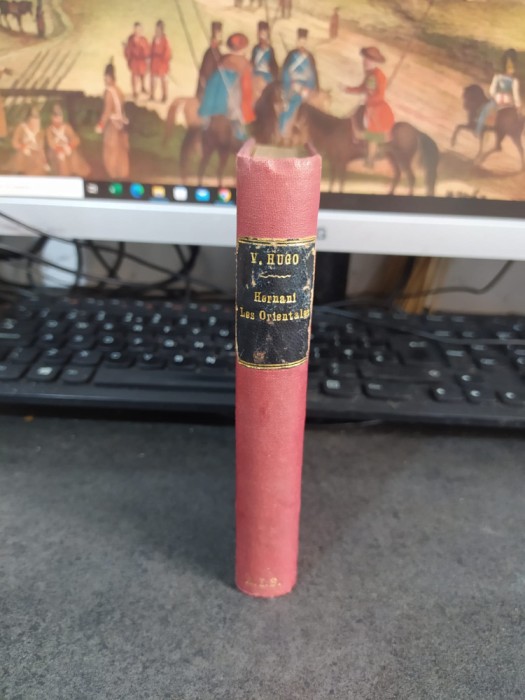 V. HUGO
Hernani
Les Orientales